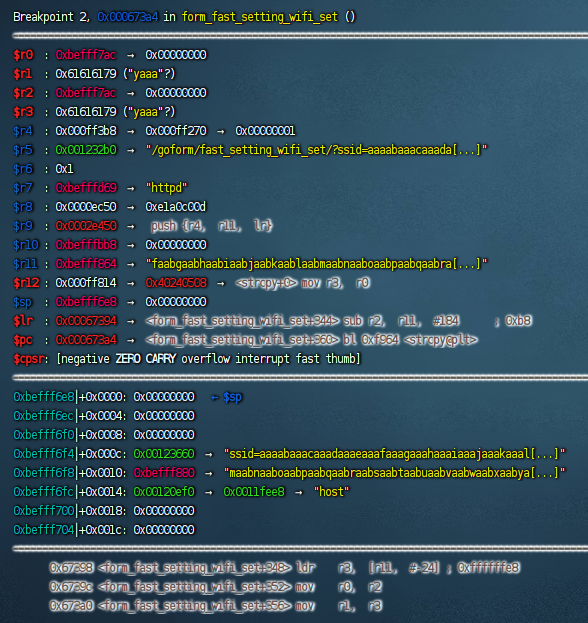 Breakpoint 2, 0x000673a4 in form_fast_setting_wifi_set ()
$r0 : 0xbefff7ac → 0x00000000
$r1 : 0x61616179 ("yaaa"?)
$r2 : 0xbefff7ac → 0x00000000
$r3 : 0x61616179 ("yaaa"?)
$r4 : 0x000ff3b8 → 0x000ff270 → 0x00000001
$r5 : 0x001232b0 → "/goform/fast_setting_wifi_set/?ssid=aaaabaaacaaada[...]"
$r6 : 0x1
$r7 : 0xbefffd69 → "httpd"
$r8 : 0x0000ec50 → 0xe1a0c00d
$r9 : 0x0002e450 → push {r4, r11, lr}
$r10 : 0xbefffbb8 → 0x00000000
$r11 : 0xbefff864 → "faabgaabhaabiaabjaabkaablaabmaabnaaboaabpaabqaabra[...]"
$r12 : 0x000ff814 → 0x40240508 → <strcpy+0> mov r3, r0
$sp : 0xbefff6e8 → 0x00000000
$lr : 0x00067394 → <form_fast_setting_wifi_set+344> sub r2, r11, #184 ; 0xb8
$pc : 0x000673a4 → <form_fast_setting_wifi_set+360> bl 0xf964 <strcpy@plt>
$cpsr: [negative ZERO CARRY overflow interrupt fast thumb]
0xbefff6e8|+0x0000: 0x00000000 ← $sp
0xbefff6ec|+0x0004: 0x00000000
0xbefff6f0|+0x0008: 0x00000000
0xbefff6f4|+0x000c: 0x00123660 → "ssid=aaaabaaacaaadaaaeaaafaaagaaahaaaiaaajaaakaaal[...]"
0xbefff6f8|+0x0010: 0xbefff880 → "maabnaaboaabpaabqaabraabsaabtaabuaabvaabwaabxaabya[...]"
0xbefff6fc|+0x0014: 0x00120ef0 → 0x0011fee8 → "host"
0xbefff700|+0x0018: 0x00000000
0xbefff704|+0x001c: 0x00000000
0x67398 <form_fast_setting_wifi_set+348> ldr r3, [r11, #-24] ; 0xffffffe8
0x6739c <form_fast_setting_wifi_set+352> mov r0, r2
0x673a0 <form_fast_setting_wifi_set+356> mov r1, r3